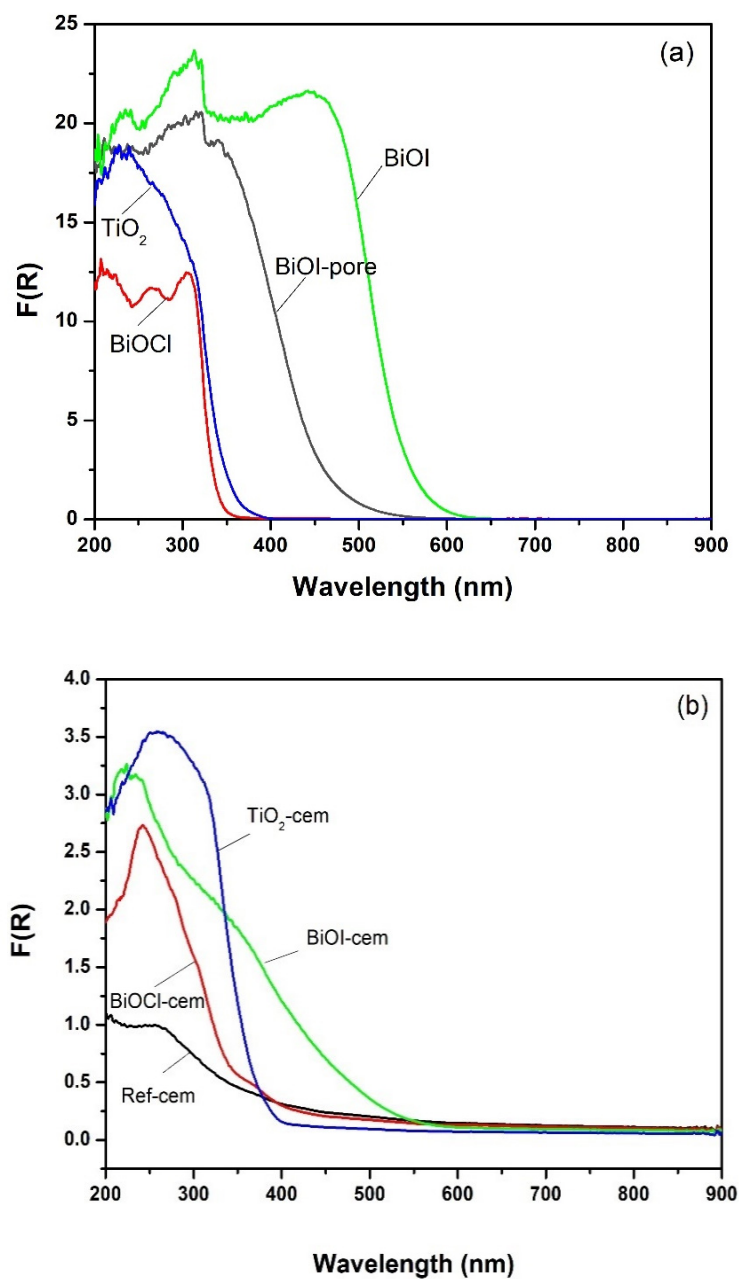 (a)
25
20
15
10
5
0
F(R)
BiOI
TiO₂
BiOI-pore
BiOCl
200 300 400 500 600 700 800 900
Wavelength (nm)
(b)
4.0
3.5
3.0
2.5
2.0
1.5
1.0
0.5
0.0
F(R)
TiO₂-cem
BiOI-cem
BiOCl-cem
Ref-cem
200 300 400 500 600 700 800 900
Wavelength (nm)